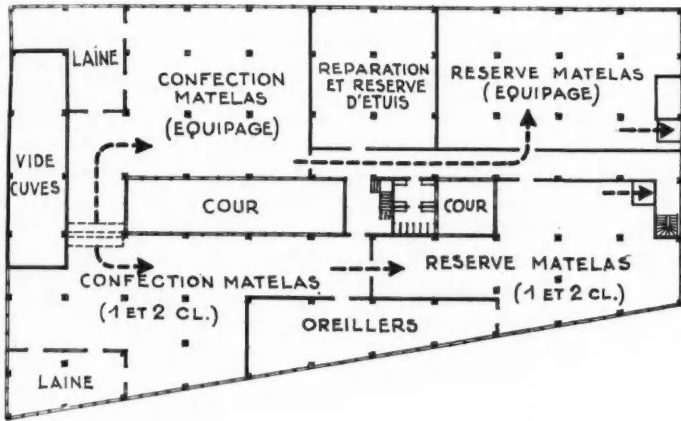 LAINE
CONFECTION
MATELAS
(EQUIPAGE)
REPARATION
ET RESERVE
D'ETUIS
RESERVE MATELAS
(EQUIPAGE)
VIDE
CUVES
COUR
COUR
CONFECTION MATELAS
(1 ET 2 CL.)
RESERVE MATELAS
(1 ET 2 CL.)
OREILLERS
LAINE